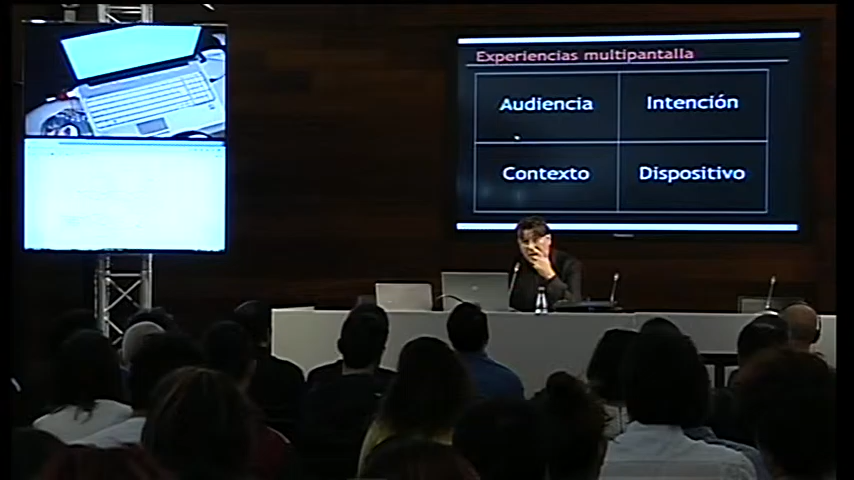 Experiencias multipantalla
Audiencia
Intención
Contexto
Dispositivo